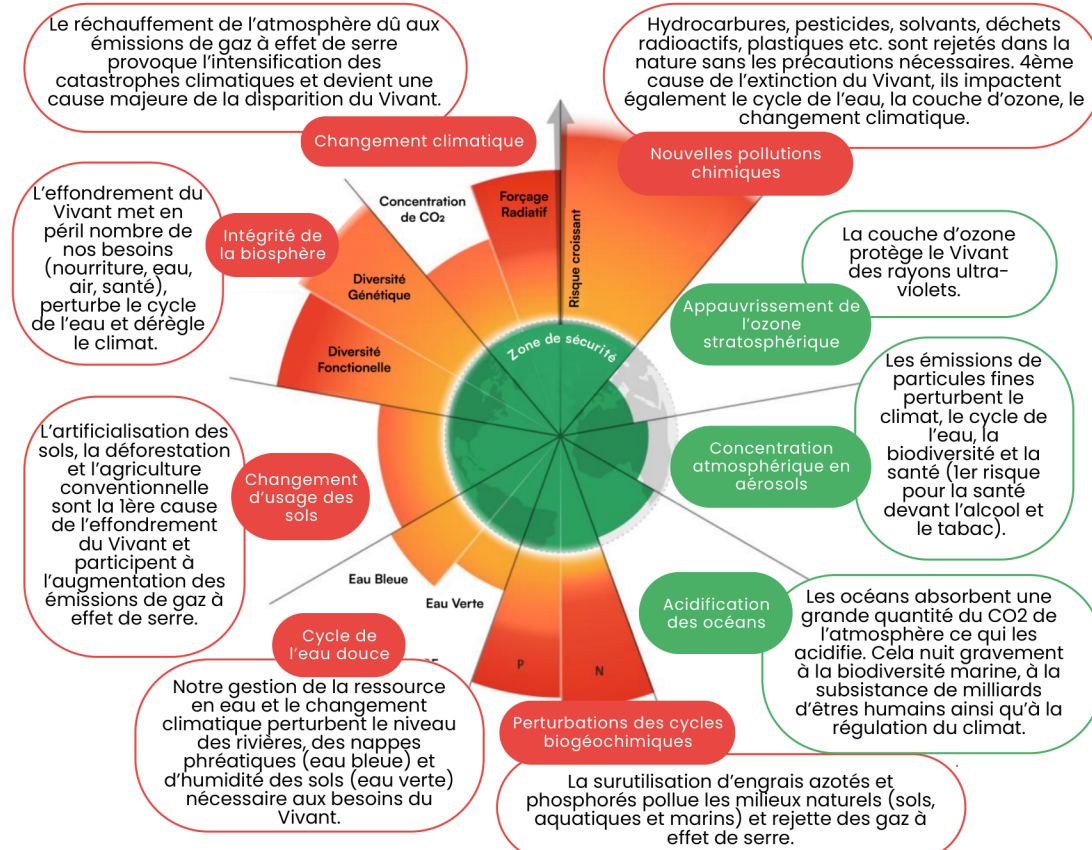 Le réchauffement de l'atmosphère dû aux
émissions de gaz à effet de serre
provoque l'intensification des
catastrophes climatiques et devient une
cause majeure de la disparition du Vivant.
Changement climatique
Hydrocarbures, pesticides, solvants, déchets
radioactifs, plastiques etc. sont rejetés dans la
nature sans les précautions nécessaires. 4ème
cause de l'extinction du Vivant, ils impactent
également le cycle de l'eau, la couche d'ozone, le
changement climatique.
Nouvelles pollutions
chimiques
L'effondrement du
Vivant met en
péril nombre de
nos besoins
(nourriture, eau,
air, santé),
perturbe le cycle
de l'eau et dérègle
le climat.
Intégrité de
la biosphère
Concentration
de CO₂
Forçage
Radiatif
Risque croissant
Diversité
Génétique
Diversité
Fonctionelle
Zone de sécurité
La couche d'ozone
protège le Vivant
des rayons ultra-
violets.
Appauvrissement de
l'ozone
stratosphérique
Les émissions de
particules fines
perturbent le
climat, le cycle de
l'eau, la
biodiversité et la
santé (1er risque
pour la santé
devant l'alcool et
le tabac).
Concentration
atmosphérique en
aérosols
L'artificialisation des
sols, la déforestation
et l'agriculture
conventionnelle
sont la 1ère cause
de l'effondrement
du Vivant et
participent à
l'augmentation des
émissions de gaz à
effet de serre.
Changement
d'usage des
sols
Eau Bleue
Eau Verte
P
N
Acidification
des océans
Les océans absorbent une
grande quantité du CO2 de
l'atmosphère ce qui les
acidifie. Cela nuit gravement
à la biodiversité marine, à la
subsistance de milliards
d'êtres humains ainsi qu'à la
régulation du climat.
Cycle de
l'eau douce
Notre gestion de la ressource
en eau et le changement
climatique perturbent le niveau
des rivières, des nappes
phréatiques (eau bleue) et
d'humidité des sols (eau verte)
nécessaire aux besoins du
Vivant.
Perturbations des cycles
biogéochimiques
La surutilisation d'engrais azotés et
phosphorés pollue les milieux naturels (sols,
aquatiques et marins) et rejette des gaz à
effet de serre.